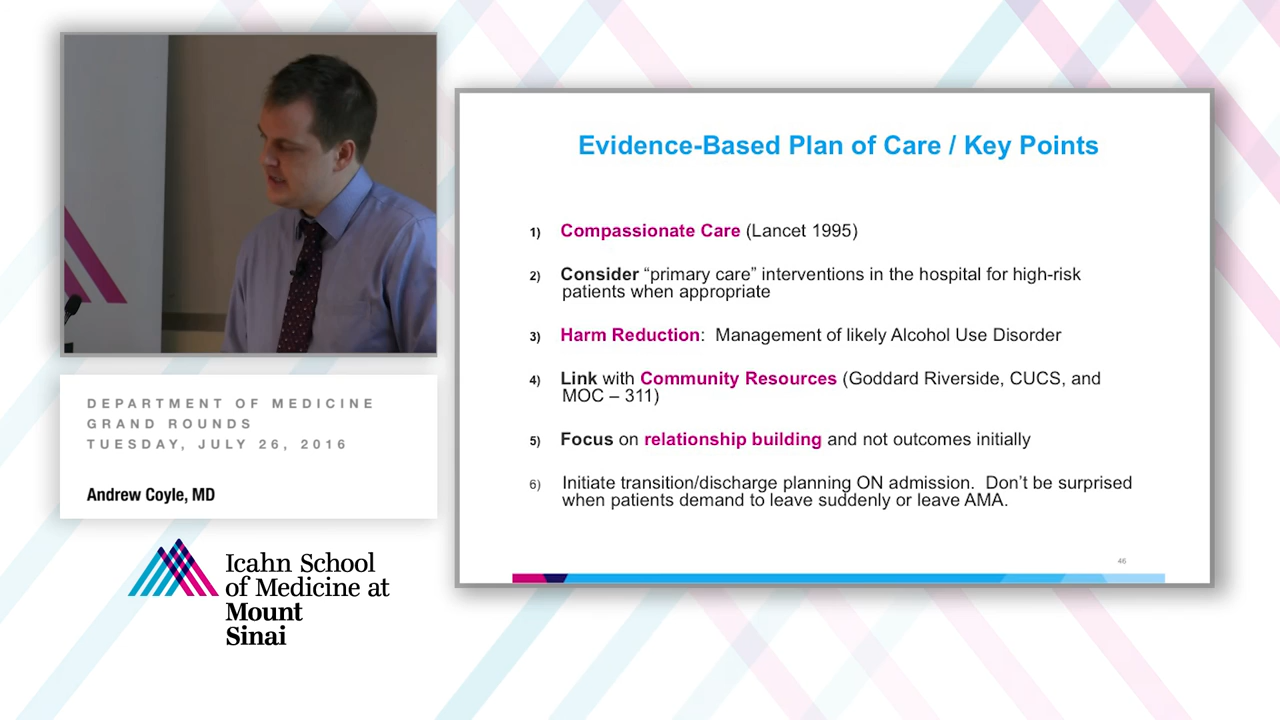 DEPARTMENT OF MEDICINE
GRAND ROUNDS
TUESDAY, JULY 26, 2016
Andrew Coyle, MD
Icahn School
of Medicine at
Mount
Sinai
Evidence-Based Plan of Care / Key Points
1) Compassionate Care (Lancet 1995)
2) Consider “primary care” interventions in the hospital for high-risk
patients when appropriate
3) Harm Reduction: Management of likely Alcohol Use Disorder
4) Link with Community Resources (Goddard Riverside, CUCS, and
MOC – 311)
5) Focus on relationship building and not outcomes initially
6) Initiate transition/discharge planning ON admission. Don’t be surprised
when patients demand to leave suddenly or leave AMA.
46